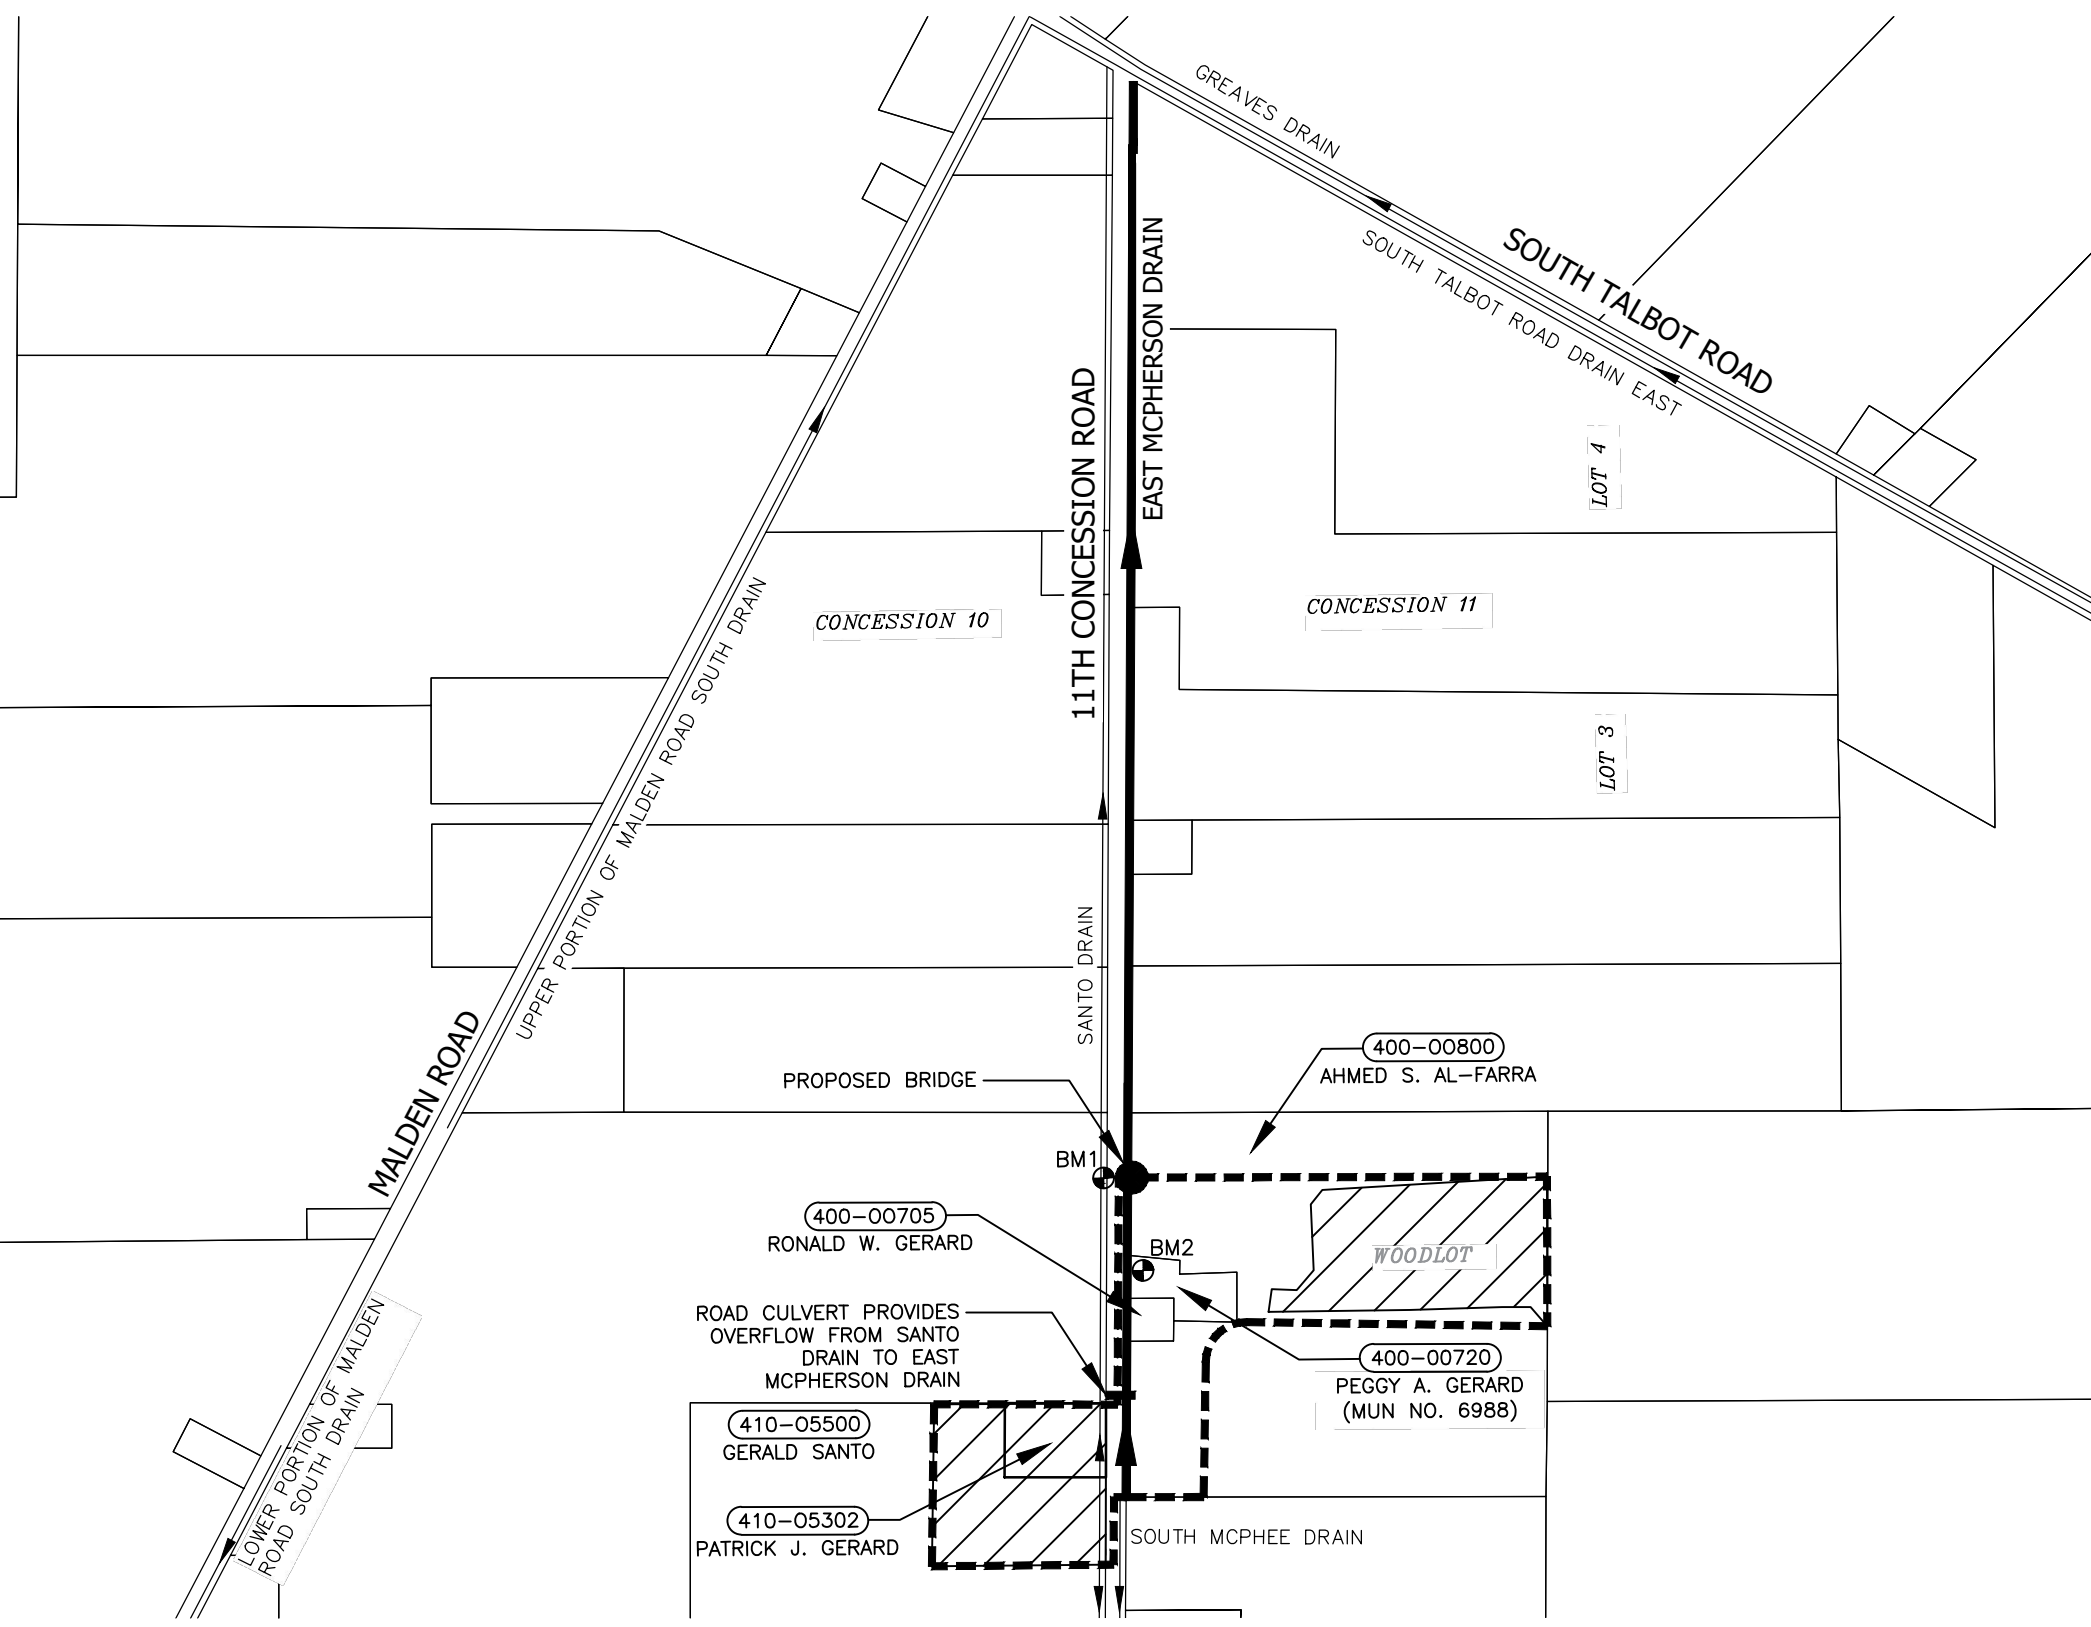 GREAVES DRAIN
SOUTH TALBOT ROAD
SOUTH TALBOT ROAD DRAIN EAST
EAST MCPHERSON DRAIN
11TH CONCESSION ROAD
LOT 4
CONCESSION 10
CONCESSION 11
UPPER PORTION OF MALDEN ROAD SOUTH DRAIN
LOT 3
SANTO DRAIN
MALDEN ROAD
400-00800
AHMED S. AL-FARRA
PROPOSED BRIDGE
BM1
400-00705
RONALD W. GERARD
BM2
WOODLOT
ROAD CULVERT PROVIDES
OVERFLOW FROM SANTO
DRAIN TO EAST
MCPHERSON DRAIN
400-00720
PEGGY A. GERARD
(MUN NO. 6988)
410-05500
GERALD SANTO
LOWER PORTION OF MALDEN
ROAD SOUTH DRAIN
410-05302
PATRICK J. GERARD
SOUTH MCPHEE DRAIN